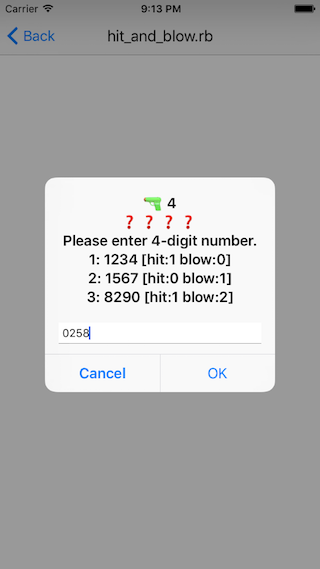 Carrier 9:13 PM
Back hit_and_blow.rb
🔫 4
❓ ❓ ❓ ❓
Please enter 4-digit number.
1: 1234 [hit:1 blow:0]
2: 1567 [hit:0 blow:1]
3: 8290 [hit:1 blow:2]
0258
Cancel OK